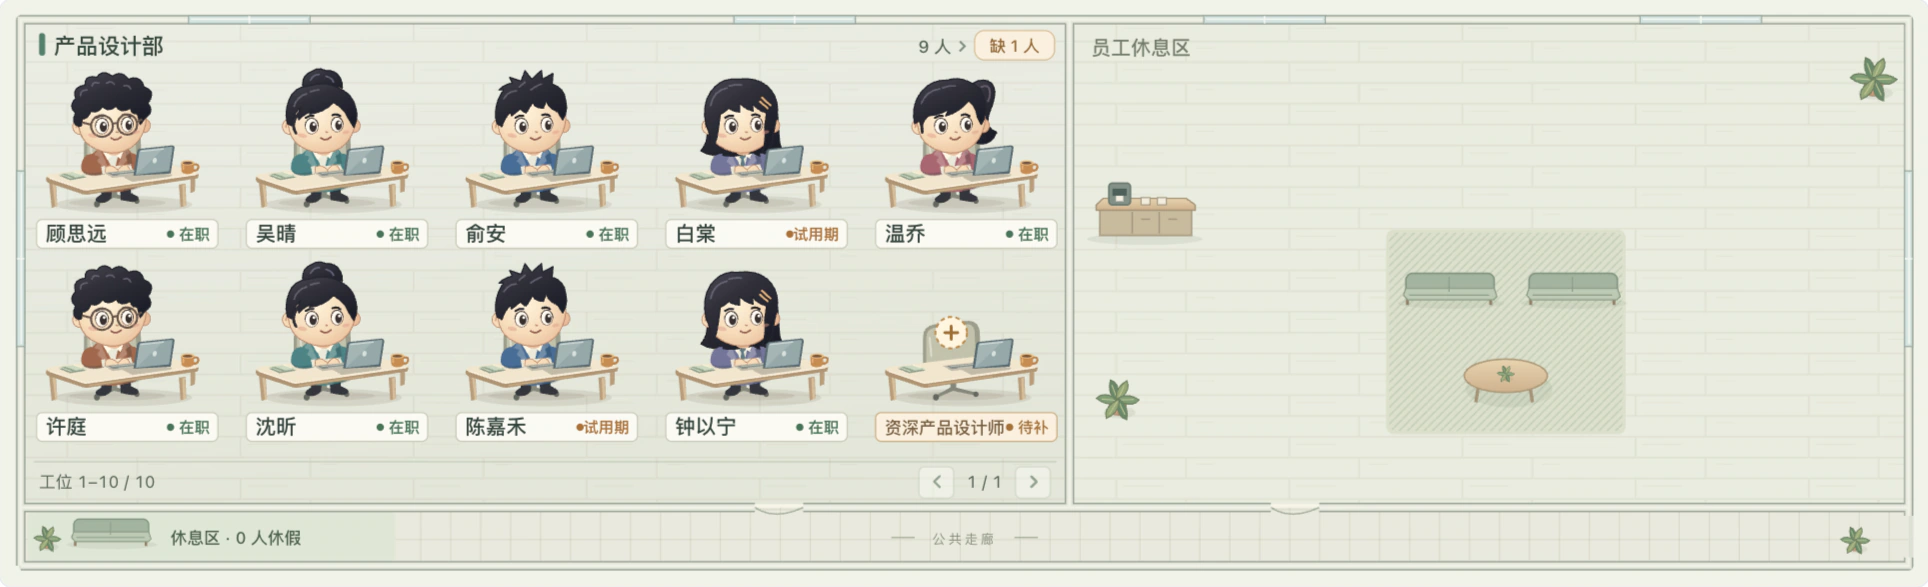 产品设计部
9 人 >
缺 1 人
员工休息区
顾思远 • 在职
吴晴 • 在职
俞安 • 在职
白棠 •试用期
温乔 • 在职
许庭 • 在职
沈昕 • 在职
陈嘉禾 •试用期
钟以宁 • 在职
资深产品设计师• 待补
工位 1–10 / 10
< 1 / 1 >
休息区 · 0 人休假
公共走廊